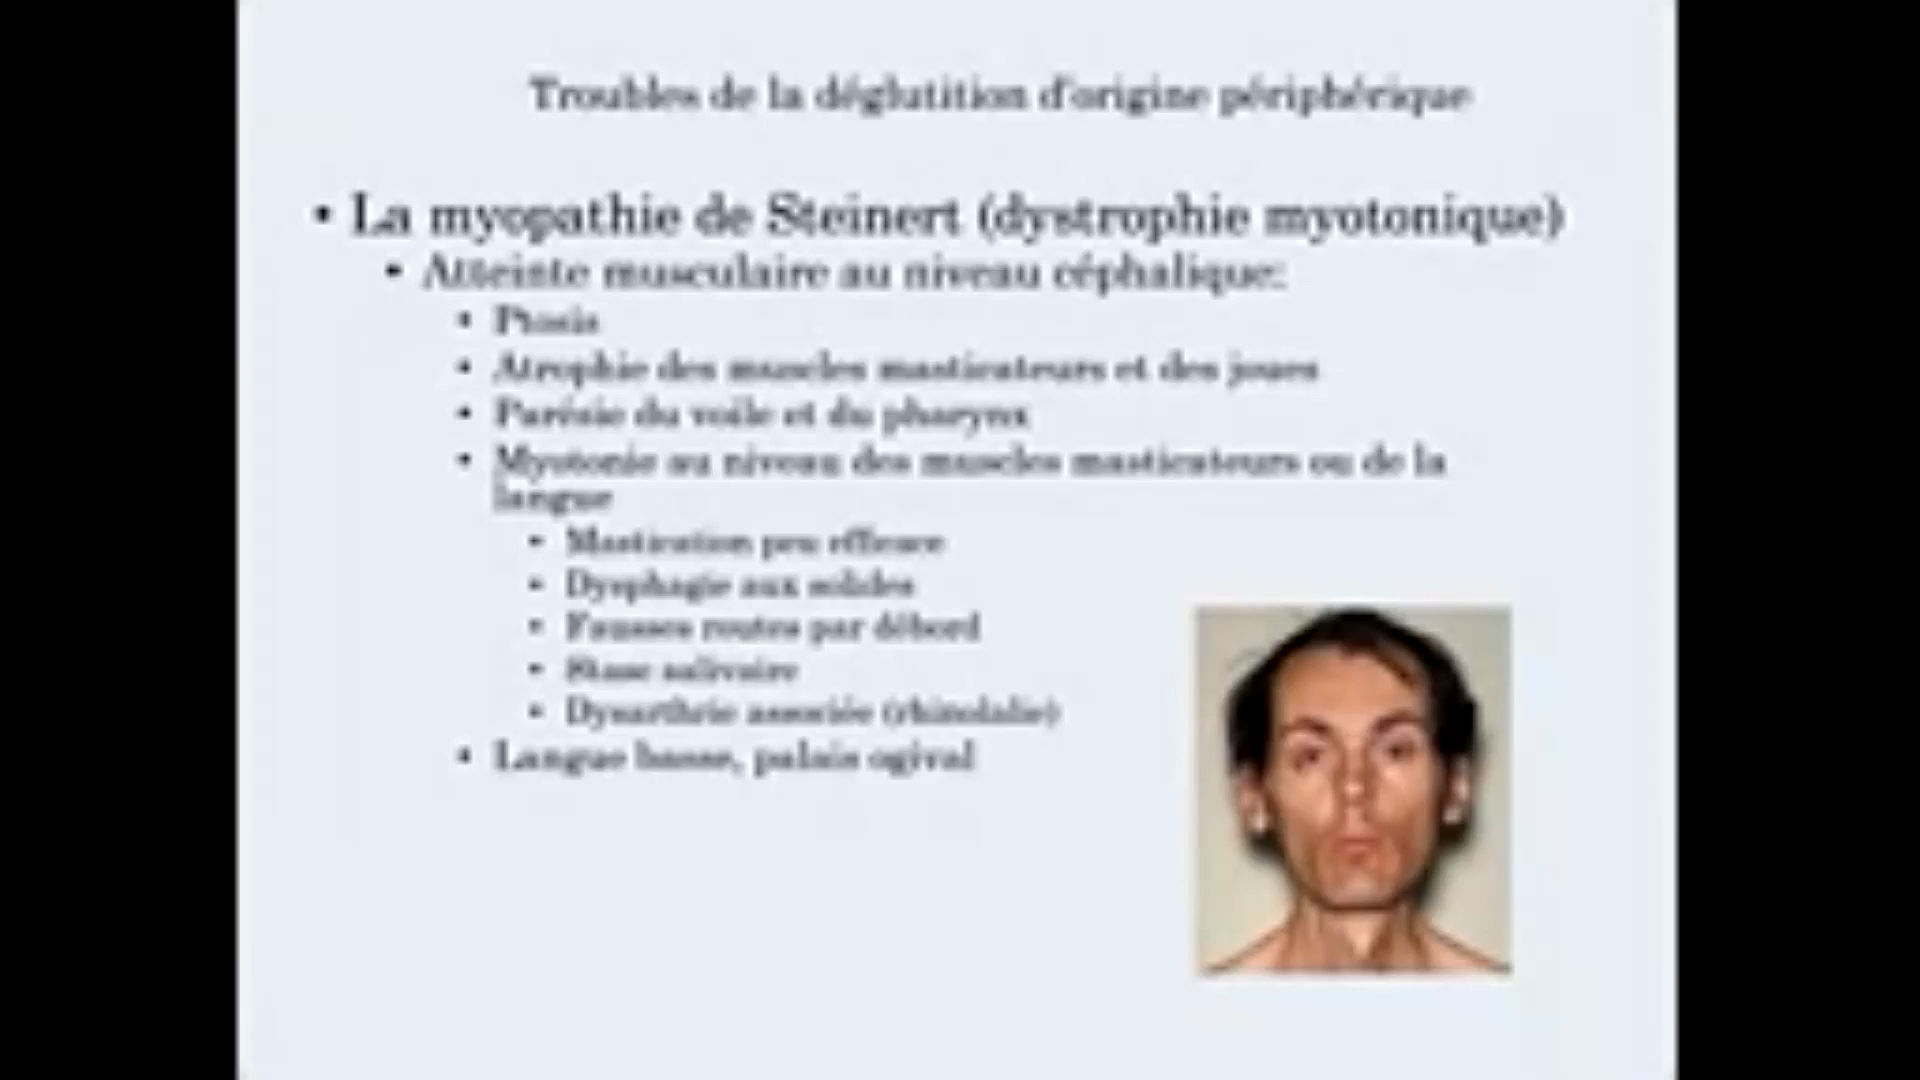 Troubles de la déglutition d'origine périphérique
• La myopathie de Steinert (dystrophie myotonique)
• Atteinte musculaire au niveau céphalique:
• Ptosis
• Atrophie des muscles masticateurs et des joues
• Parésie du voile et du pharynx
• Myotonie au niveau des muscles masticateurs ou de la
langue
• Mastication peu efficace
• Dysphagie aux solides
• Fausses routes par débord
• Stase salivaire
• Dysarthrie associée (rhinolalie)
• Langue basse, palais ogival